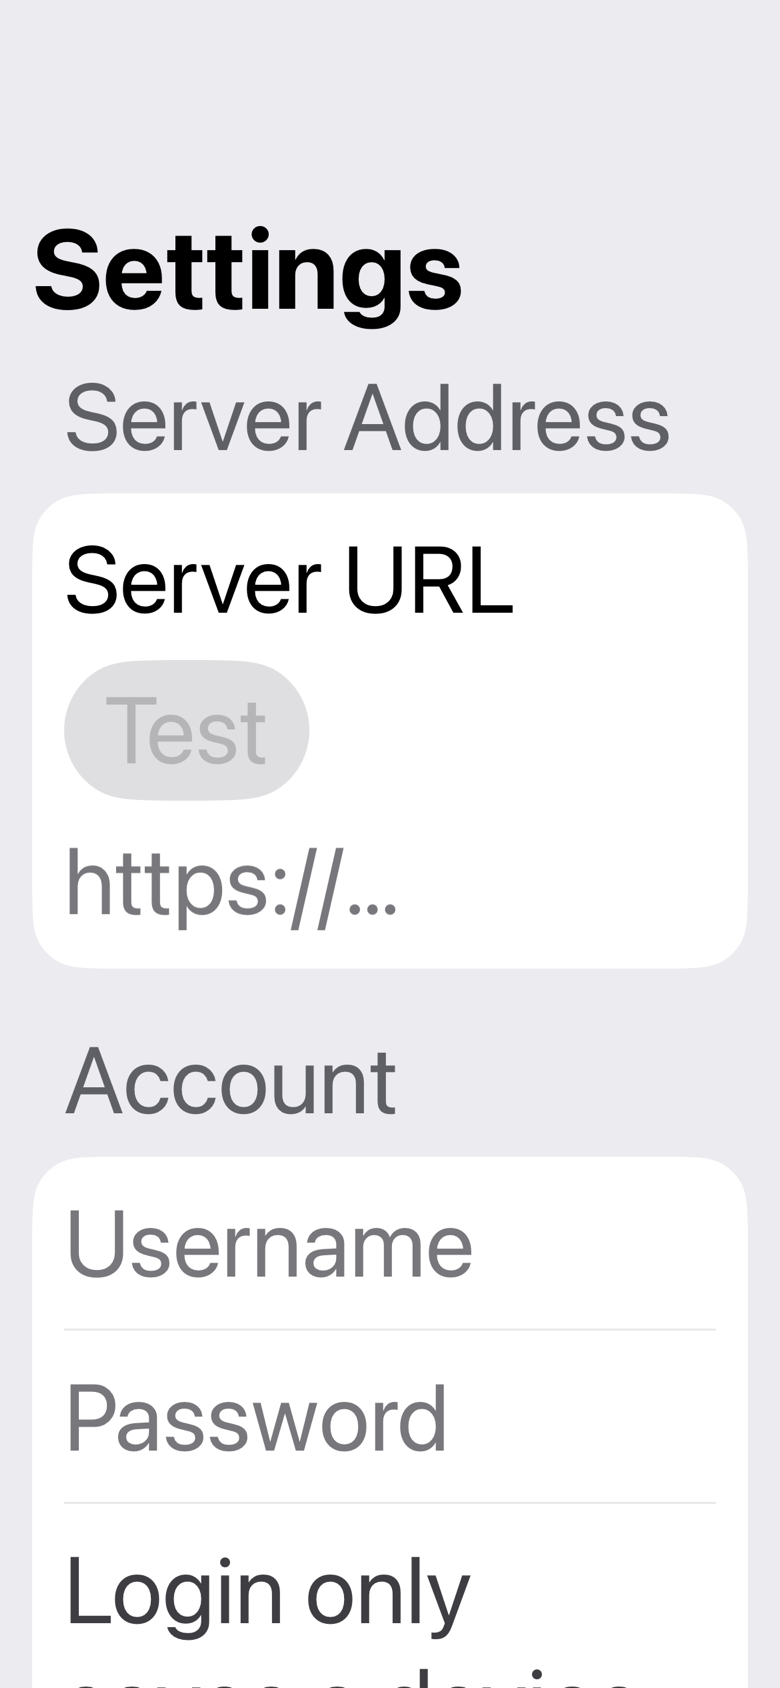 Settings
Server Address
Server URL
Test
https://...
Account
Username
Password
Login only